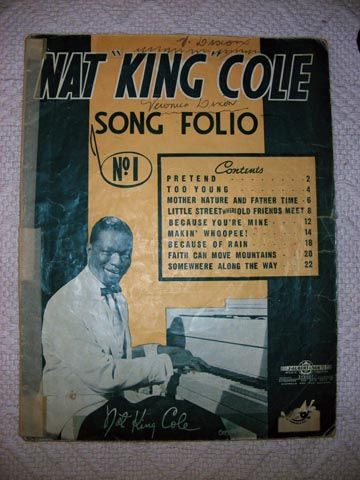 V. Dixon
NAT "KING" COLE
Veronica Dixon
SONG FOLIO
No 1
Contents
PRETEND - - - - - - - - 2
TOO YOUNG - - - - - - - 4
MOTHER NATURE AND FATHER TIME - 6
LITTLE STREET WHERE OLD FRIENDS MEET 8
BECAUSE YOU'RE MINE - - - - 12
MAKIN' WHOOPEE! - - - - - 14
BECAUSE OF RAIN - - - - - 18
FAITH CAN MOVE MOUNTAINS - - 20
SOMEWHERE ALONG THE WAY - - 22
Nat King Cole